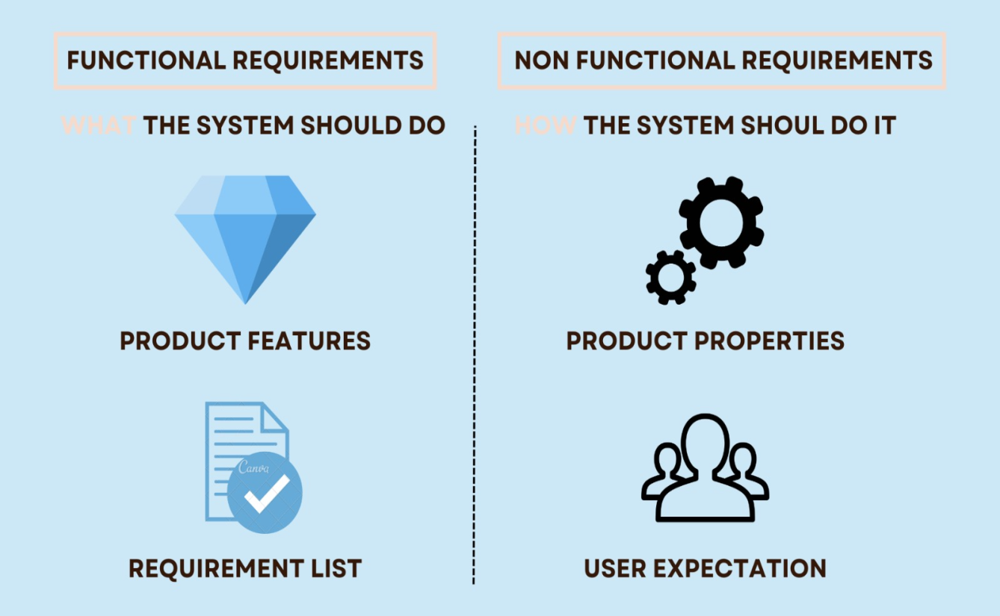 FUNCTIONAL REQUIREMENTS
WHAT THE SYSTEM SHOULD DO
PRODUCT FEATURES
Canva
REQUIREMENT LIST
NON FUNCTIONAL REQUIREMENTS
HOW THE SYSTEM SHOUL DO IT
PRODUCT PROPERTIES
USER EXPECTATION